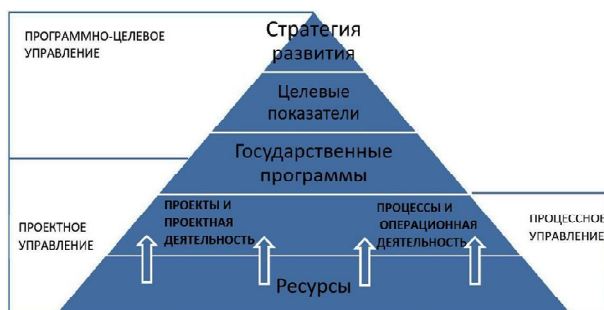 Стратегия
развития
ПРОГРАММНО-ЦЕЛЕВОЕ
УПРАВЛЕНИЕ
Целевые
показатели
Государственные
программы
ПРОЕКТЫ И
ПРОЕКТНАЯ
ДЕЯТЕЛЬНОСТЬ
ПРОЦЕССЫ И
ОПЕРАЦИОННАЯ
ДЕЯТЕЛЬНОСТЬ
ПРОЕКТНОЕ
УПРАВЛЕНИЕ
ПРОЦЕССНОЕ
УПРАВЛЕНИЕ
Ресурсы